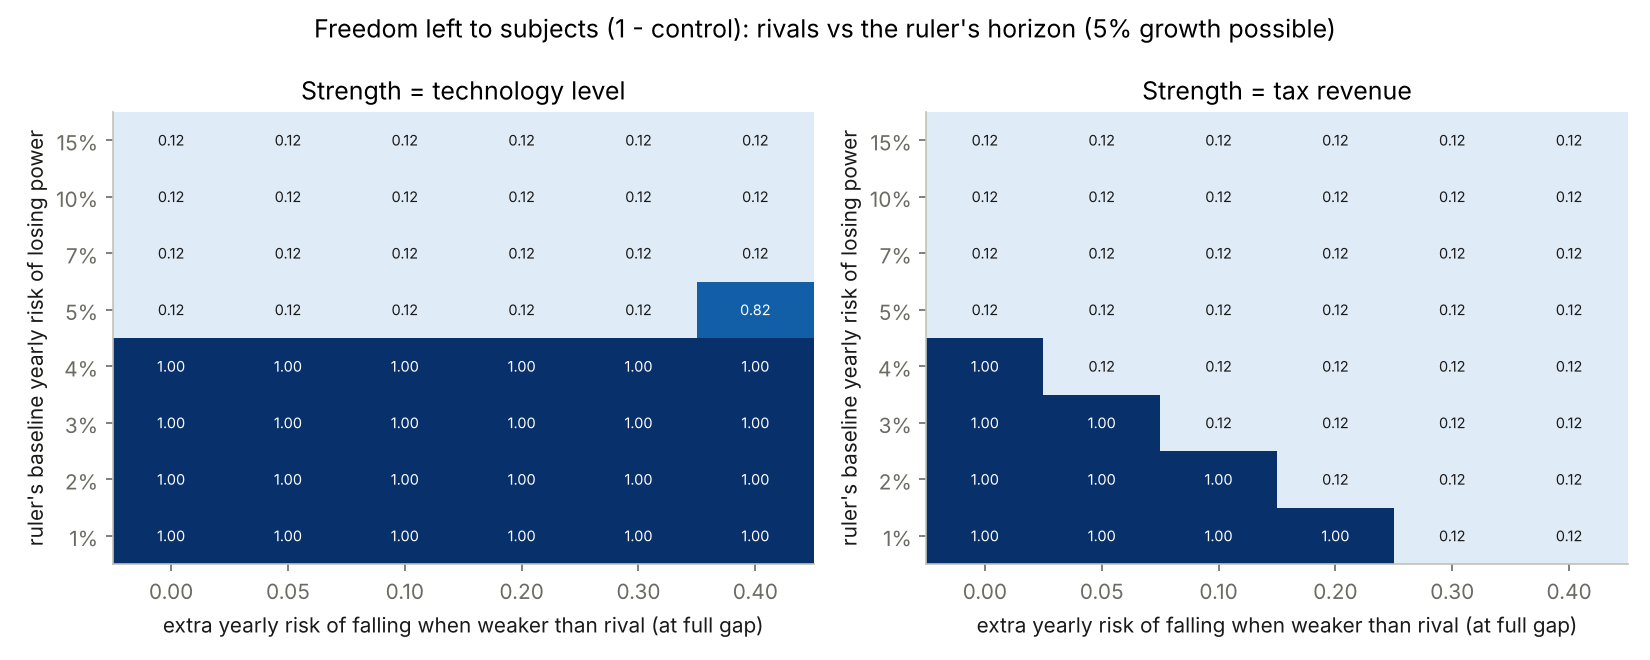 Freedom left to subjects (1 - control): rivals vs the ruler's horizon (5% growth possible)
Strength = technology level
ruler's baseline yearly risk of losing power
15% 0.12 0.12 0.12 0.12 0.12 0.12
10% 0.12 0.12 0.12 0.12 0.12 0.12
7% 0.12 0.12 0.12 0.12 0.12 0.12
5% 0.12 0.12 0.12 0.12 0.12 0.82
4% 1.00 1.00 1.00 1.00 1.00 1.00
3% 1.00 1.00 1.00 1.00 1.00 1.00
2% 1.00 1.00 1.00 1.00 1.00 1.00
1% 1.00 1.00 1.00 1.00 1.00 1.00
0.00 0.05 0.10 0.20 0.30 0.40
extra yearly risk of falling when weaker than rival (at full gap)
Strength = tax revenue
ruler's baseline yearly risk of losing power
15% 0.12 0.12 0.12 0.12 0.12 0.12
10% 0.12 0.12 0.12 0.12 0.12 0.12
7% 0.12 0.12 0.12 0.12 0.12 0.12
5% 0.12 0.12 0.12 0.12 0.12 0.12
4% 1.00 0.12 0.12 0.12 0.12 0.12
3% 1.00 1.00 0.12 0.12 0.12 0.12
2% 1.00 1.00 1.00 0.12 0.12 0.12
1% 1.00 1.00 1.00 1.00 0.12 0.12
0.00 0.05 0.10 0.20 0.30 0.40
extra yearly risk of falling when weaker than rival (at full gap)